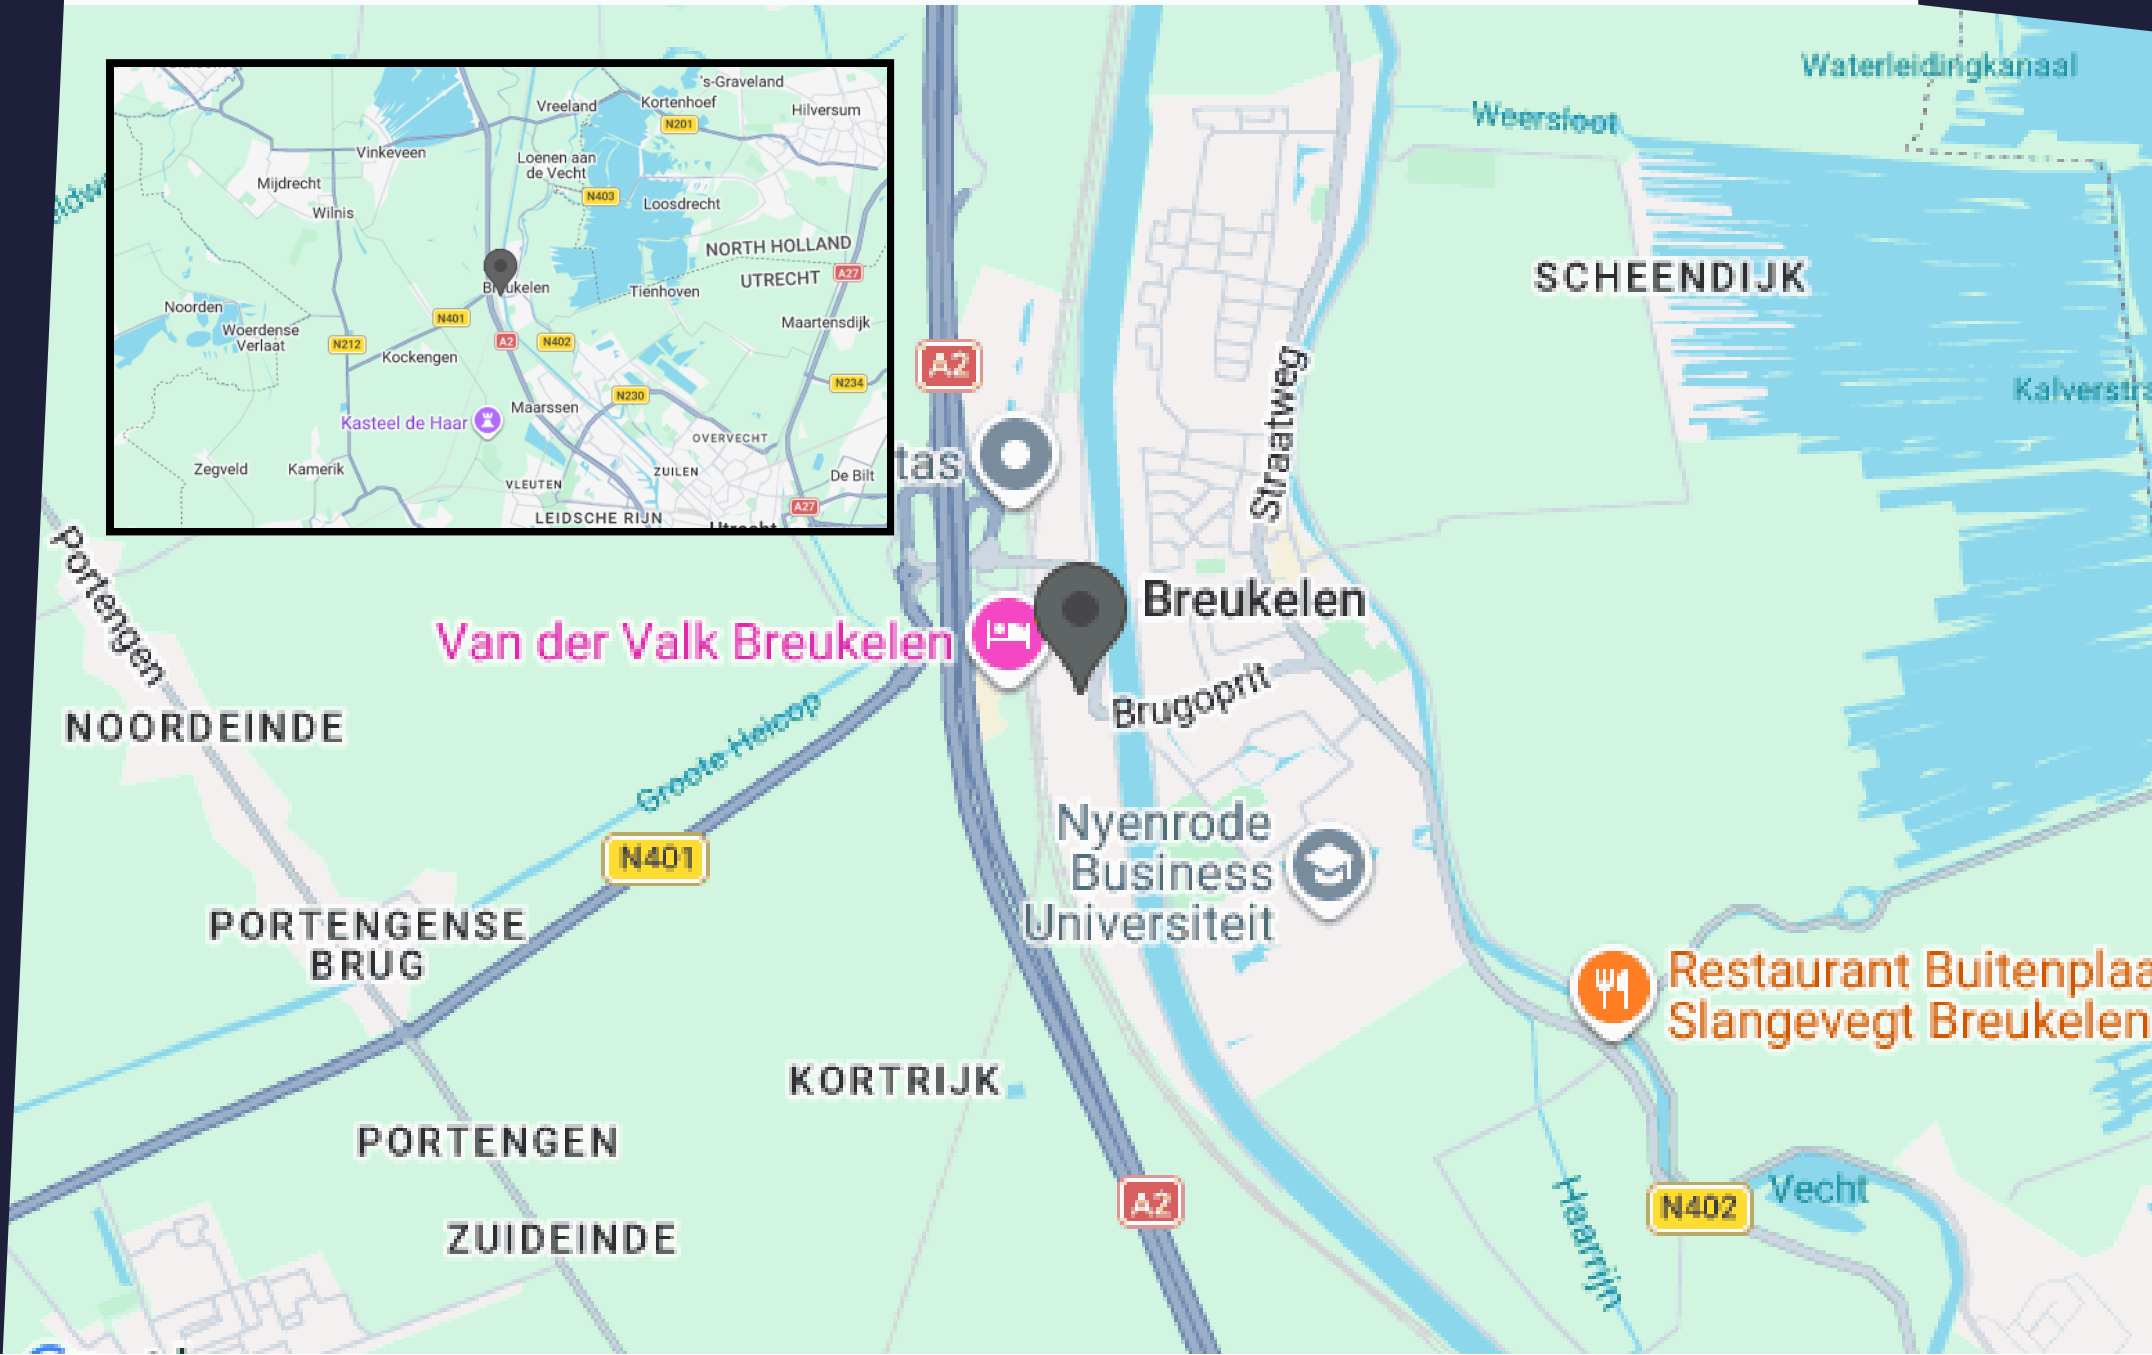 's-Graveland
Vreeland
Kortenhoef
Hilversum
N201
Vinkeveen
Loenen aan
de Vecht
Mijdrecht
N403
Loosdrecht
Wilnis
NORTH HOLLAND
UTRECHT
A27
Breukelen
Tienhoven
Noorden
N401
Maartensdijk
Woerdense
Verlaat
N212
A2
N402
Kockengen
N234
N230
Maarssen
Kasteel de Haar
OVERVECHT
Zegveld
Kamerik
ZUILEN
De Bilt
VLEUTEN
A27
LEIDSCHE RIJN
Utrecht
Waterleidingkanaal
Weersloot
SCHEENDIJK
A2
Kalverstra
Straatweg
tas
Portengen
Breukelen
Van der Valk Breukelen
Brugoprit
NOORDEINDE
Groote Heicop
Nyenrode
Business
Universiteit
N401
PORTENGENSE
BRUG
Restaurant Buitenplaa
Slangevegt Breukelen
KORTRIJK
PORTENGEN
A2
Vecht
N402
ZUIDEINDE
Haarrijn